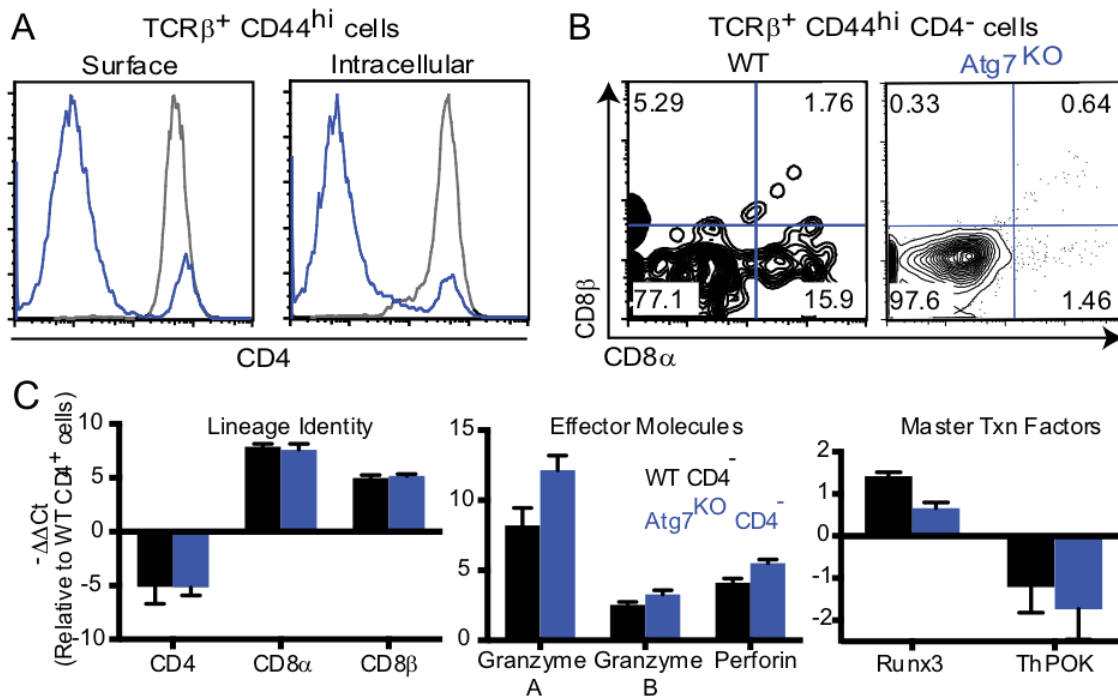 A
TCRβ+ CD44hi cells
Surface
Intracellular
CD4
B
TCRβ+ CD44hi CD4- cells
WT
Atg7KO
5.29
1.76
77.1
15.9
0.33
0.64
97.6
1.46
CD8β
CD8α
C
-ΔΔCt
(Relative to WT CD4+ cells)
Lineage Identity
10
5
0
-5
-10
CD4
CD8α
CD8β
Effector Molecules
WT CD4-
Atg7KO CD4-
15
10
5
0
Granzyme
A
Granzyme
B
Perforin
Master Txn Factors
2
1
0
-1
-2
Runx3
ThPOK